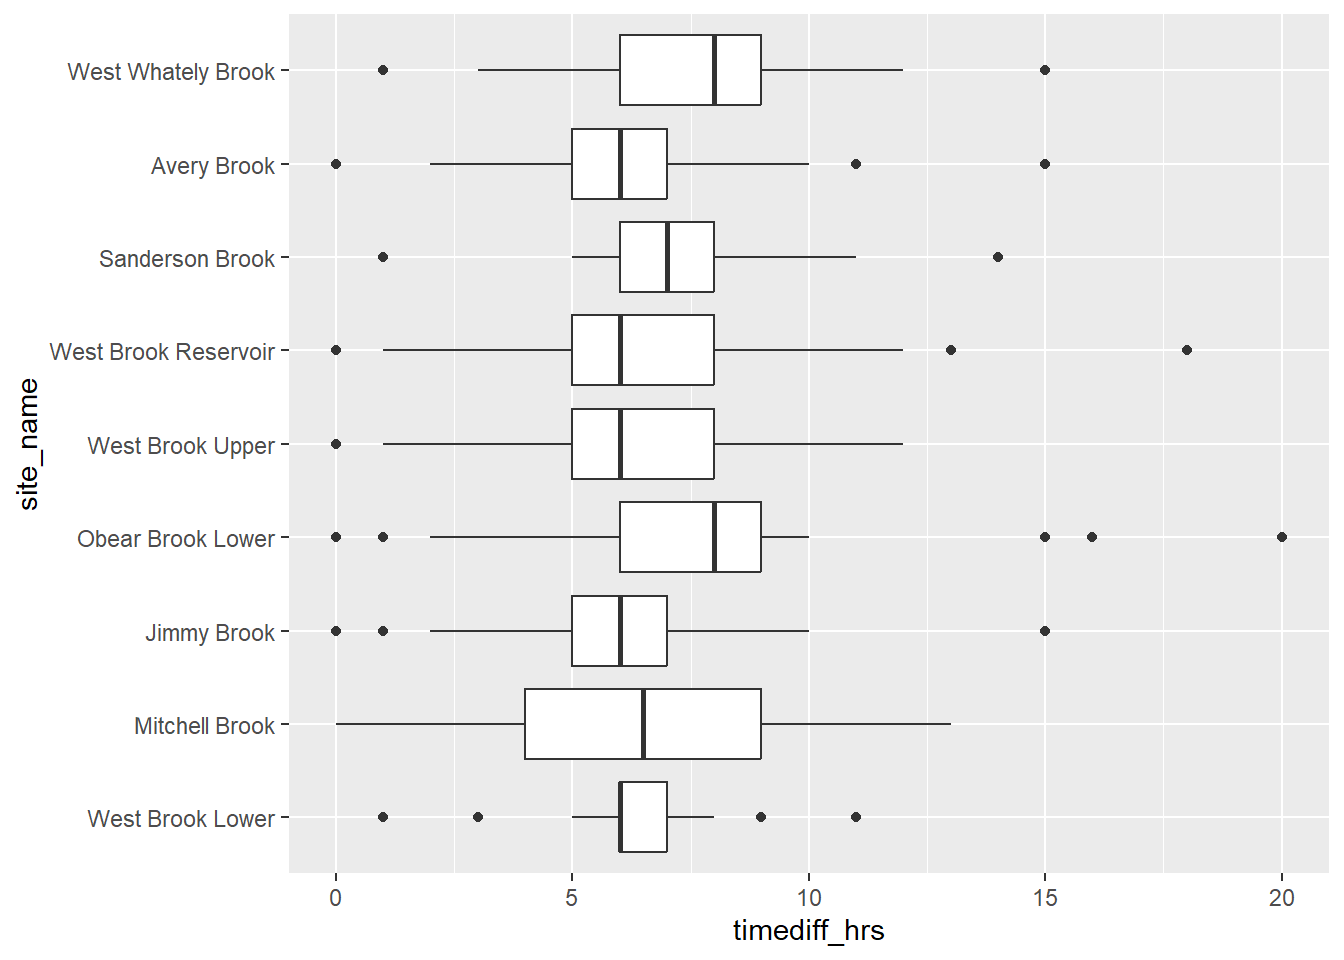 West Whately Brook
Avery Brook
Sanderson Brook
West Brook Reservoir
West Brook Upper
Obear Brook Lower
Jimmy Brook
Mitchell Brook
West Brook Lower
site_name
0 5 10 15 20
timediff_hrs